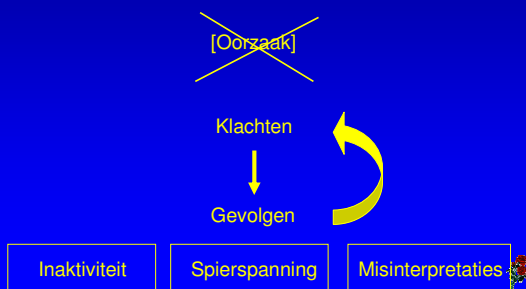 [Oorzaak]
Klachten
Gevolgen
Inaktiviteit Spierspanning Misinterpretaties